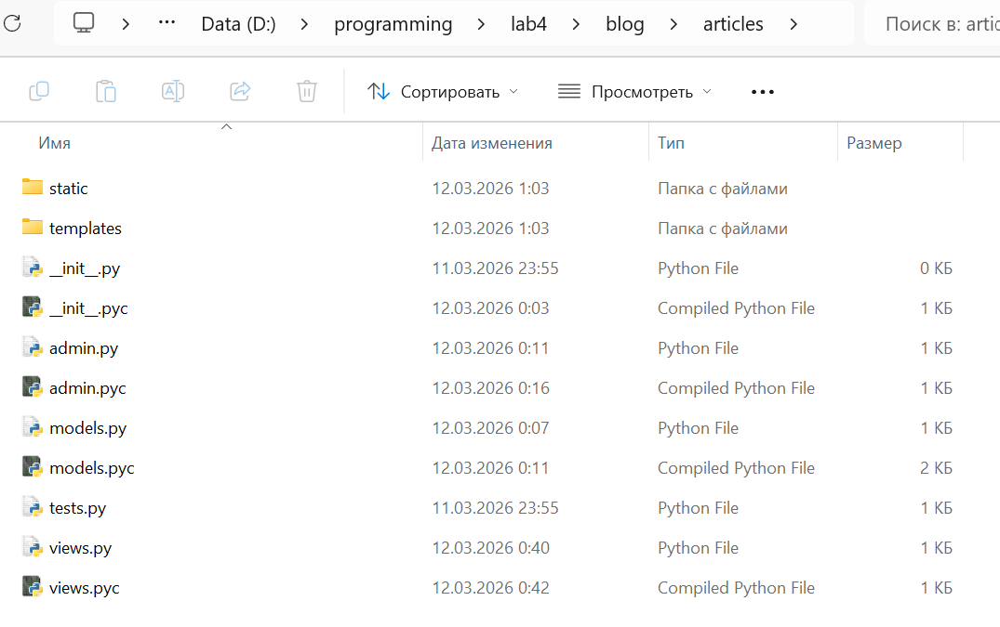 Data (D:) programming lab4 blog articles Поиск в: artic
Сортировать Просмотреть
Имя Дата изменения Тип Размер
static 12.03.2026 1:03 Папка с файлами
templates 12.03.2026 1:03 Папка с файлами
__init__.py 11.03.2026 23:55 Python File 0 КБ
__init__.pyc 12.03.2026 0:03 Compiled Python File 1 КБ
admin.py 12.03.2026 0:11 Python File 1 КБ
admin.pyc 12.03.2026 0:16 Compiled Python File 1 КБ
models.py 12.03.2026 0:07 Python File 1 КБ
models.pyc 12.03.2026 0:11 Compiled Python File 2 КБ
tests.py 11.03.2026 23:55 Python File 1 КБ
views.py 12.03.2026 0:40 Python File 1 КБ
views.pyc 12.03.2026 0:42 Compiled Python File 1 КБ